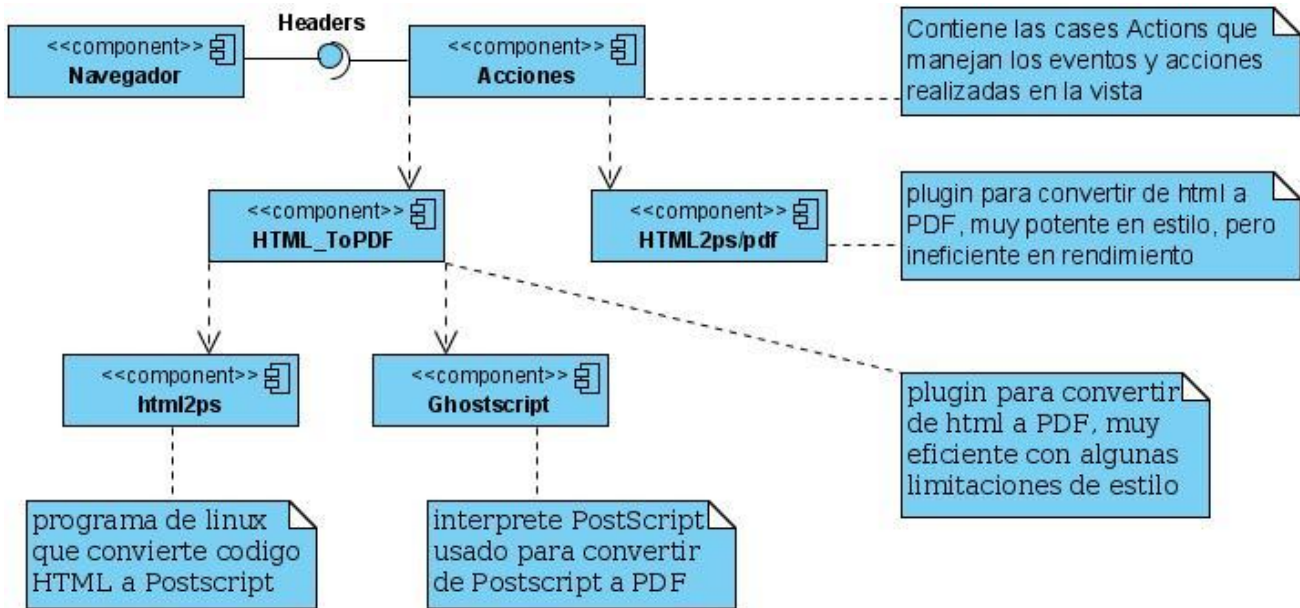 Headers
<<component>>
Navegador
<<component>>
Acciones
Contiene las cases Actions que
manejan los eventos y acciones
realizadas en la vista
<<component>>
HTML_ToPDF
<<component>>
HTML2ps/pdf
plugin para convertir de html a
PDF, muy potente en estilo, pero
ineficiente en rendimiento
<<component>>
html2ps
<<component>>
Ghostscript
plugin para convertir
de html a PDF, muy
eficiente con algunas
limitaciones de estilo
programa de linux
que convierte codigo
HTML a Postscript
interprete PostScript
usado para convertir
de Postscript a PDF